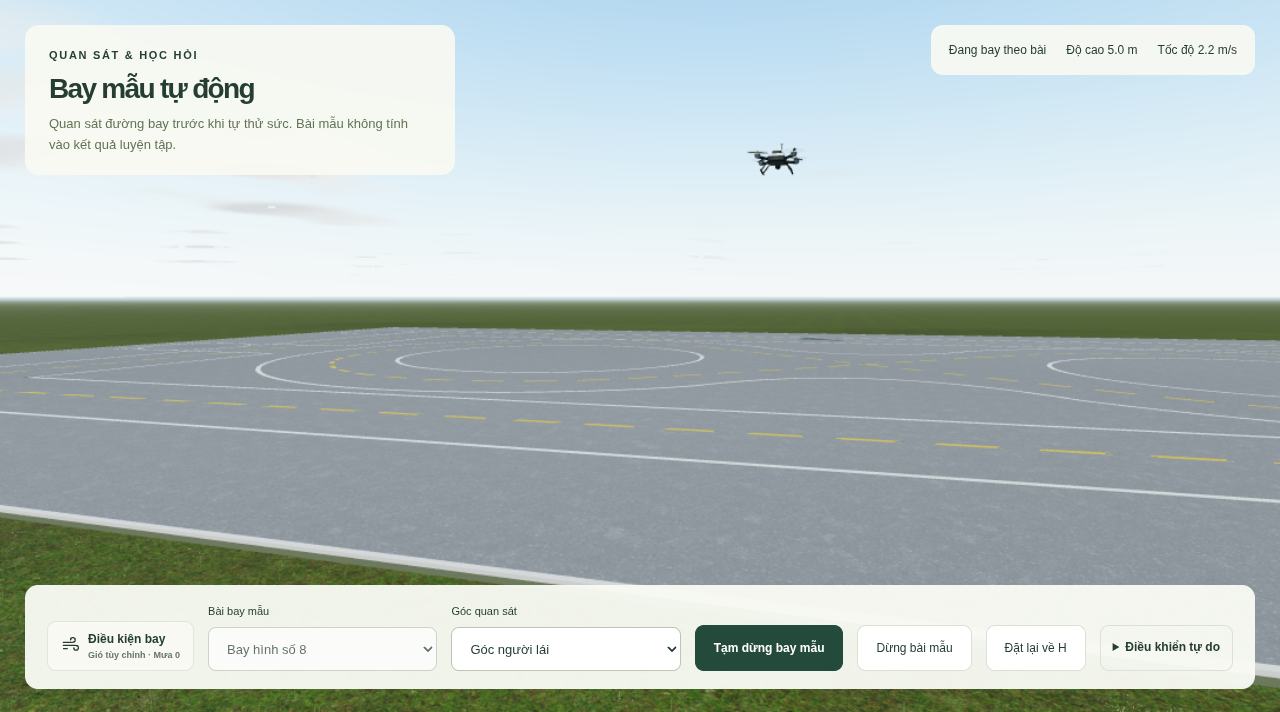 QUAN SÁT & HỌC HỎI
Bay mẫu tự động
Quan sát đường bay trước khi tự thử sức. Bài mẫu không tính
vào kết quả luyện tập.
Đang bay theo bài Độ cao 5.0 m Tốc độ 2.2 m/s
Điều kiện bay
Gió tùy chỉnh · Mưa 0
Bài bay mẫu
Bay hình số 8
Góc quan sát
Góc người lái
Tạm dừng bay mẫu
Dừng bài mẫu
Đặt lại về H
Điều khiển tự do